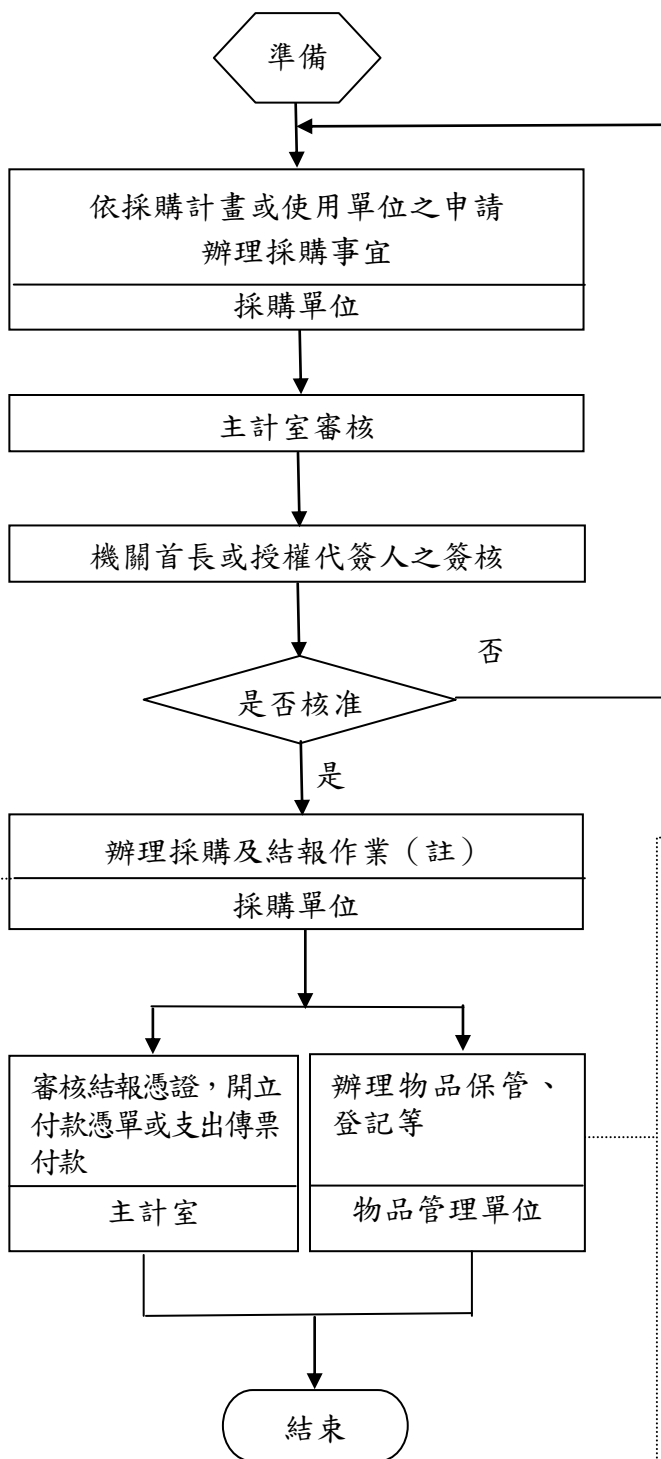 準備
依採購計畫或使用單位之申請
辦理採購事宜
採購單位
主計室審核
機關首長或授權代簽人之簽核
否
是否核准
是
辦理採購及結報作業（註）
採購單位
審核結報憑證，開立
付款憑單或支出傳票
付款
主計室
辦理物品保管、
登記等
物品管理單位
結束